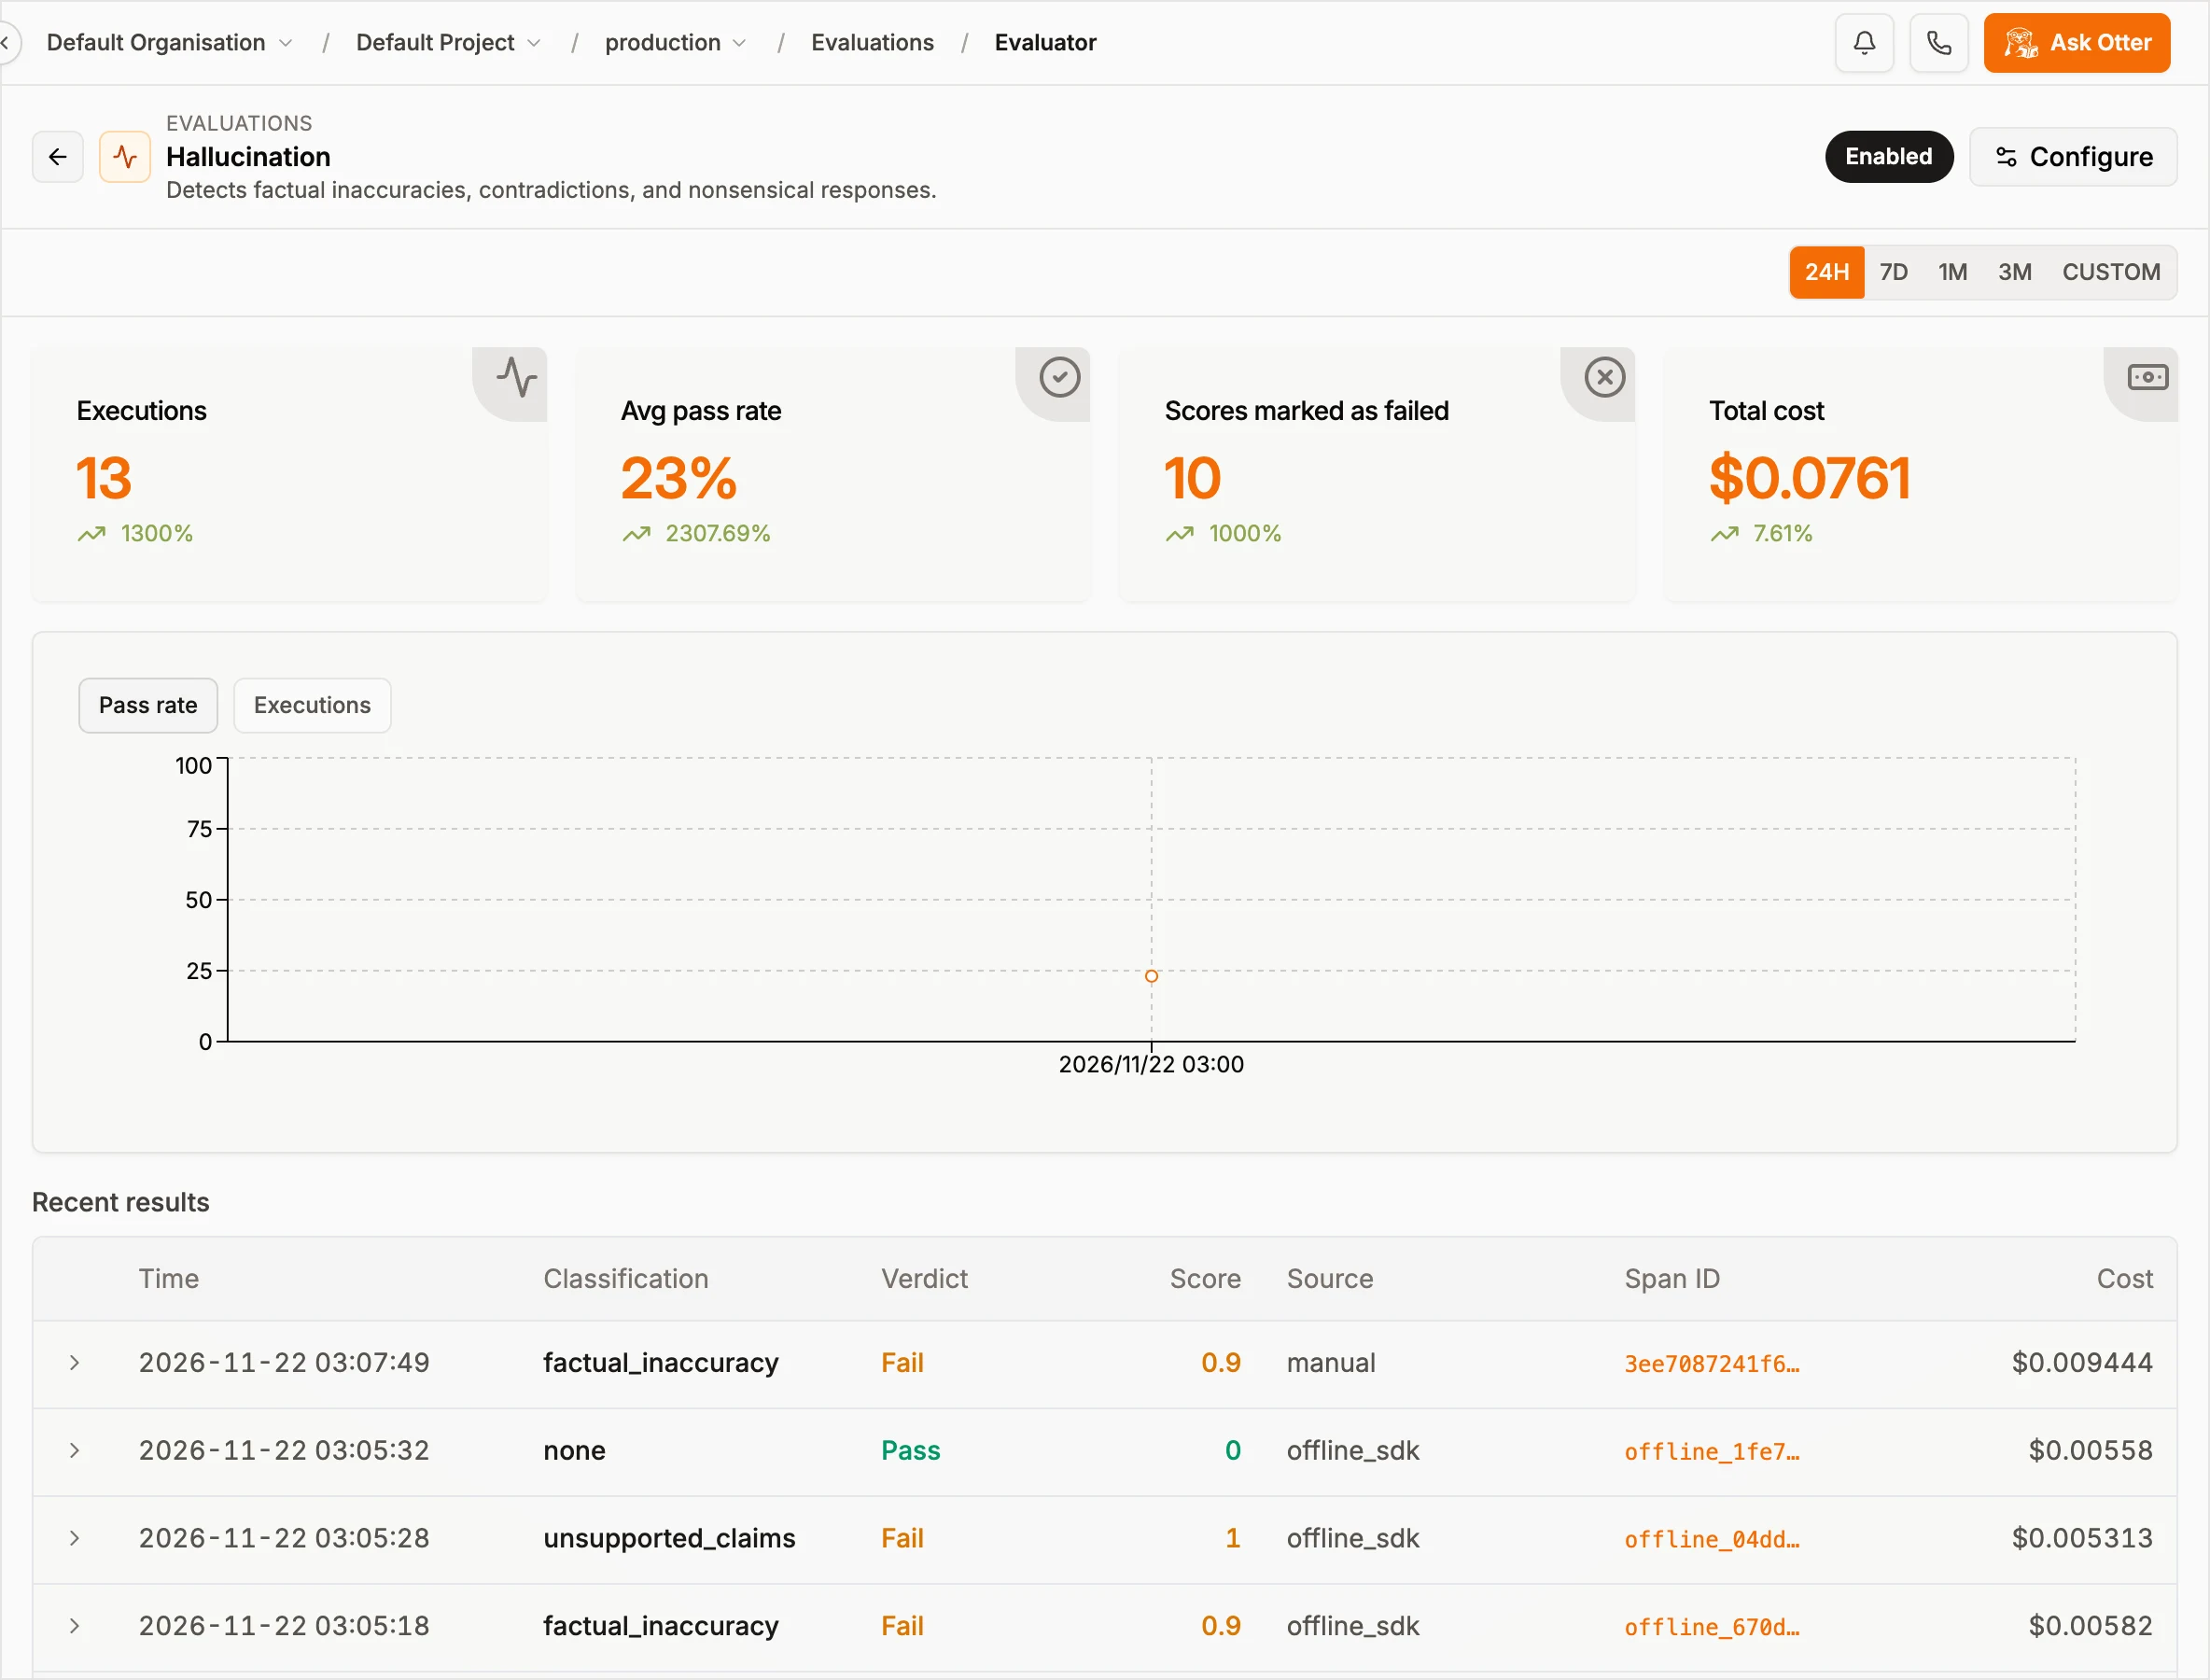 Default Organisation / Default Project / production / Evaluations / Evaluator
Ask Otter
EVALUATIONS
Hallucination
Detects factual inaccuracies, contradictions, and nonsensical responses.
Enabled
Configure
24H 7D 1M 3M CUSTOM
Executions
13
1300%
Avg pass rate
23%
2307.69%
Scores marked as failed
10
1000%
Total cost
$0.0761
7.61%
Pass rate
Executions
100
75
50
25
0
2026/11/22 03:00
Recent results
Time Classification Verdict Score Source Span ID Cost
2026-11-22 03:07:49 factual_inaccuracy Fail 0.9 manual 3ee7087241f6… $0.009444
2026-11-22 03:05:32 none Pass 0 offline_sdk offline_1fe7… $0.00558
2026-11-22 03:05:28 unsupported_claims Fail 1 offline_sdk offline_04dd… $0.005313
2026-11-22 03:05:18 factual_inaccuracy Fail 0.9 offline_sdk offline_670d… $0.00582